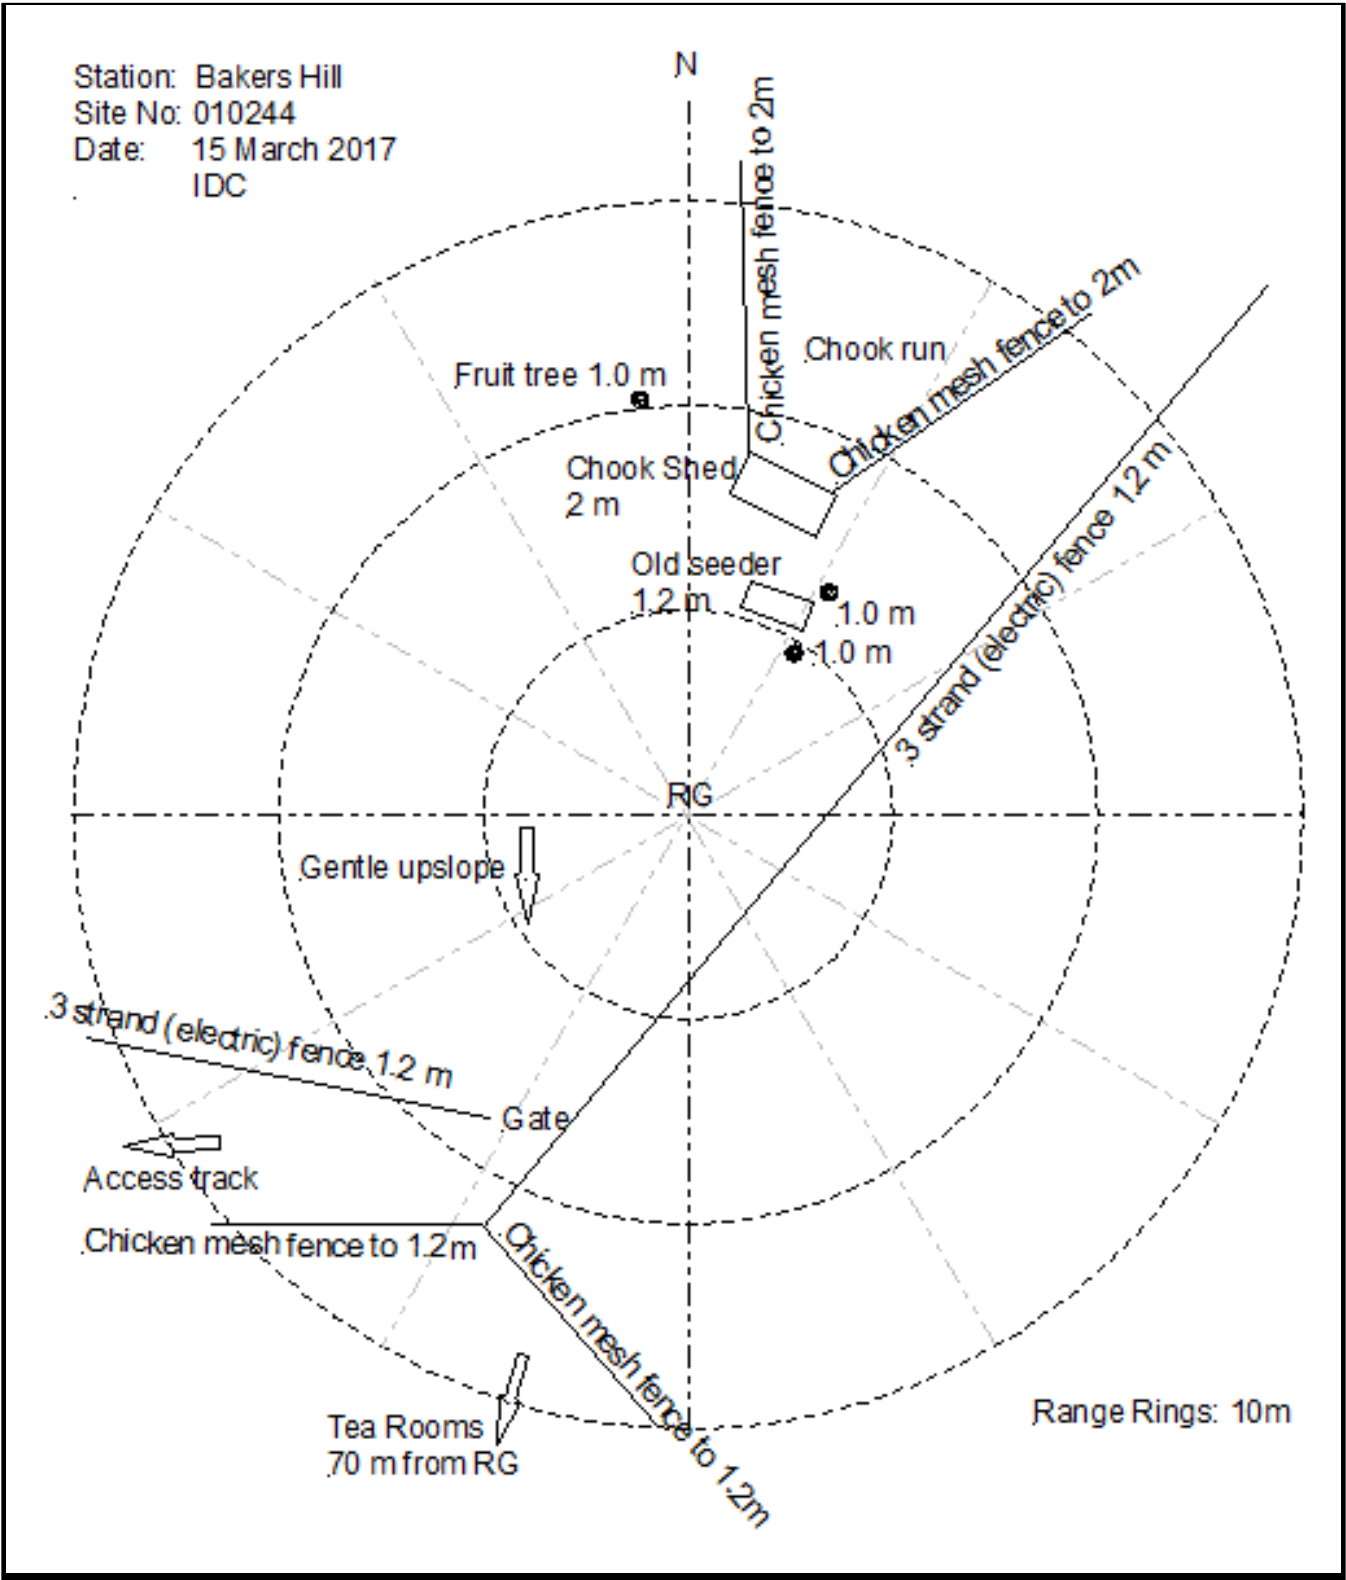 N
Station: Bakers Hill
Site No: 010244
Date: 15 March 2017
IDC
Chicken mesh fence to 2m
Chook run
Chicken mesh fence to 2m
Fruit tree 1.0 m
Chook Shed
2 m
3 strand (electric) fence 1.2 m
Old seeder
1.2 m
1.0 m
1.0 m
RG
Gentle upslope
3 strand (electric) fence 1.2 m
Gate
Access track
Chicken mesh fence to 1.2m
Chicken mesh fence to 1.2m
Tea Rooms
70 m from RG
Range Rings: 10m